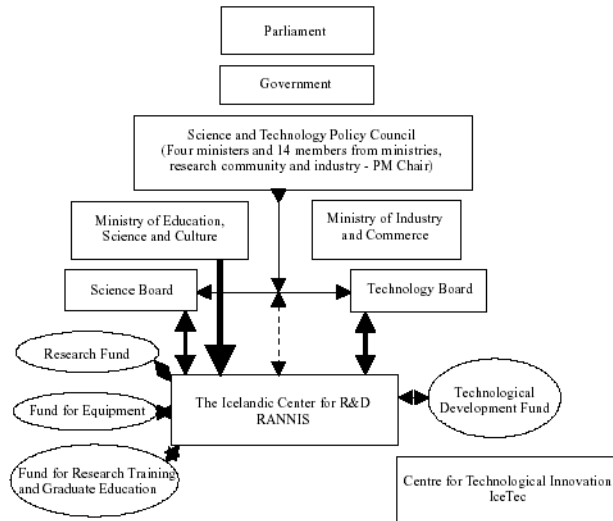 Parliament
Government
Science and Technology Policy Council
(Four ministers and 14 members from ministries,
research community and industry - PM Chair)
Ministry of Education,
Science and Culture
Ministry of Industry
and Commerce
Science Board
Technology Board
Research Fund
Fund for Equipment
Fund for Research Training
and Graduate Education
The Icelandic Center for R&D
RANNIS
Technological
Development Fund
Centre for Technological Innovation
IceTec